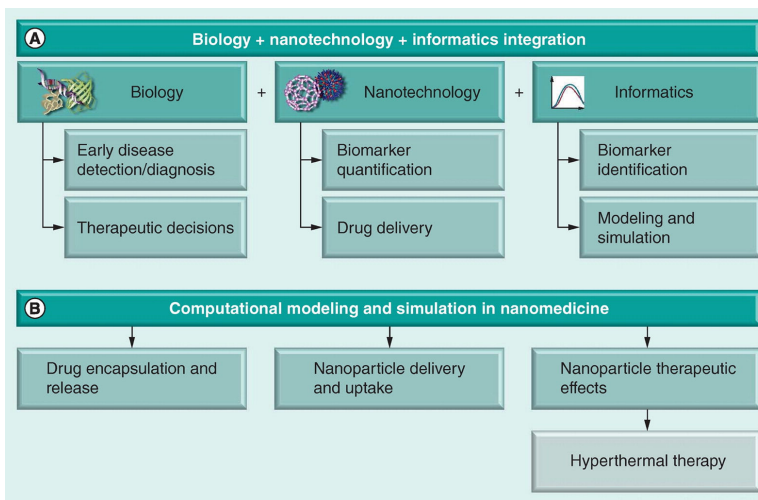 A
Biology + nanotechnology + informatics integration
Biology
+
Nanotechnology
+
Informatics
Early disease
detection/diagnosis
Biomarker
quantification
Biomarker
identification
Therapeutic decisions
Drug delivery
Modeling and
simulation
B
Computational modeling and simulation in nanomedicine
Drug encapsulation and
release
Nanoparticle delivery
and uptake
Nanoparticle therapeutic
effects
Hyperthermal therapy